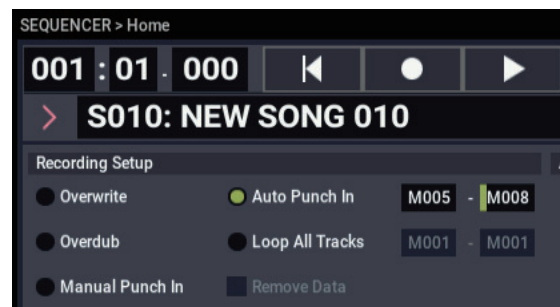 SEQUENCER > Home
001 : 01 . 000
> S010: NEW SONG 010
Recording Setup
Overwrite Auto Punch In M005 - M008
Overdub Loop All Tracks M001 - M001
Manual Punch In Remove Data